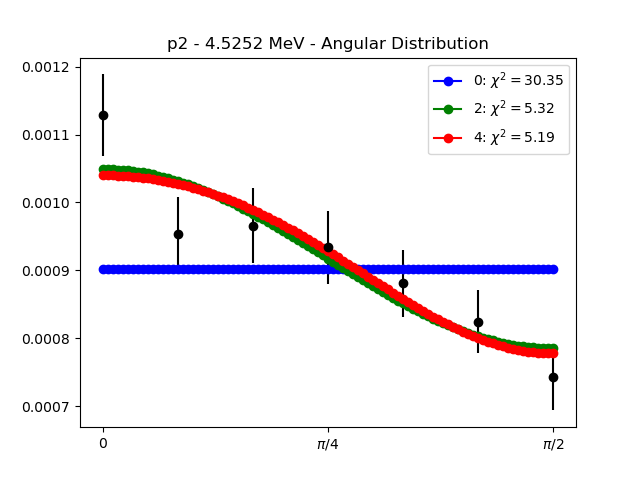 p2 - 4.5252 MeV - Angular Distribution
0.0012
0.0011
0.0010
0.0009
0.0008
0.0007
0: χ² = 30.35
2: χ² = 5.32
4: χ² = 5.19
0
π/4
π/2